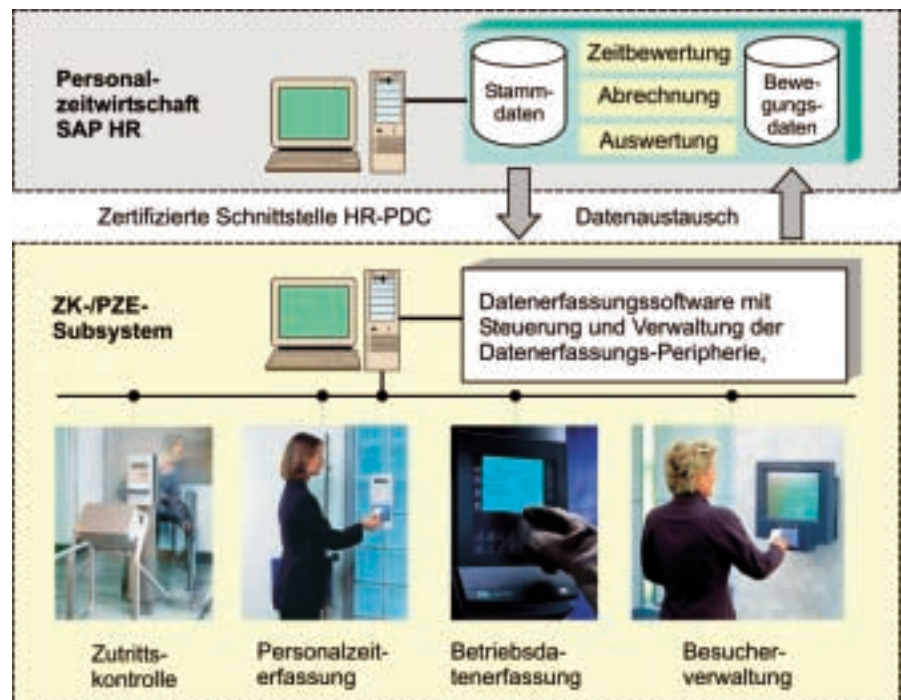 Personal-
zeitwirtschaft
SAP HR
Stamm-
daten
Zeitbewertung
Abrechnung
Auswertung
Bewe-
gungs-
daten
Zertifizierte Schnittstelle HR-PDC
Datenaustausch
ZK-/PZE-
Subsystem
Datenerfassungssoftware mit
Steuerung und Verwaltung der
Datenerfassungs-Peripherie,
Zutritts-
kontrolle
Personalzeit-
erfassung
Betriebsda-
tenerfassung
Besucher-
verwaltung